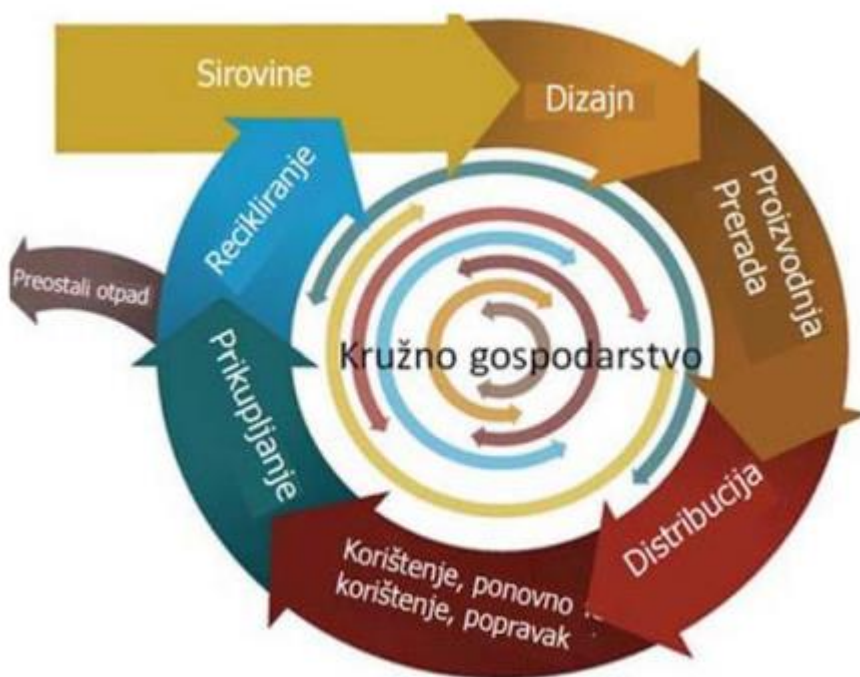 Sirovine
Dizajn
Proizvodnja
Prerada
Distribucija
Korištenje, ponovno
korištenje, popravak
Prikupljanje
Recikliranje
Preostali otpad
Kružno gospodarstvo